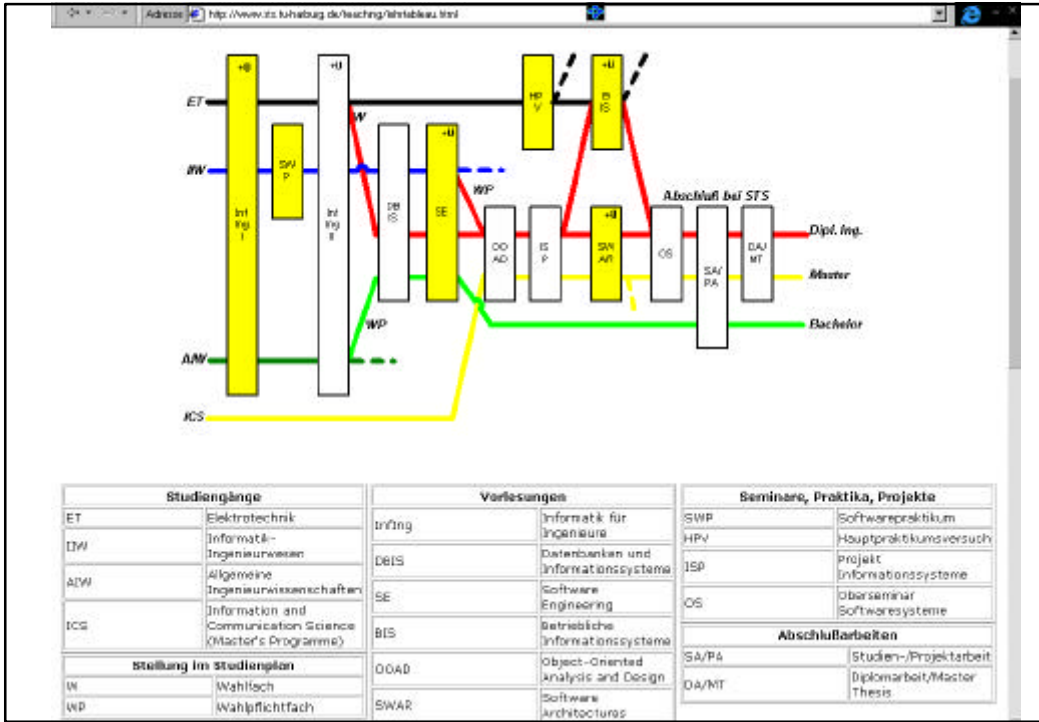 Adresse http://www.sts.tu-harburg.de/teaching/lehrtableau.html
+Ü
+Ü
+Ü
ET
HP
V
B
IS
W
+Ü
IIW
SW
P
WP
Abschluß bei STS
Inf
Ing
I
Inf
Ing
II
DB
IS
SE
+Ü
OO
AD
IS
P
SW
AR
OS
SA/
PA
DA/
MT
Dipl. Ing.
Master
WP
Bachelor
AIW
ICS
Studiengänge
ET Elektrotechnik
IIW Informatik-
Ingenieurwesen
AIW Allgemeine
Ingenieurwissenschaften
ICS Information and
Communication Science
(Master's Programme)
Stellung im Studienplan
W Wahlfach
WP Wahlpflichtfach
Vorlesungen
InfIng Informatik für
Ingenieure
DBIS Datenbanken und
Informationssysteme
SE Software
Engineering
BIS Betriebliche
Informationssysteme
OOAD Object-Oriented
Analysis and Design
SWAR Software
Architectures
Seminare, Praktika, Projekte
SWP Softwarepraktikum
HPV Hauptpraktikumsversuch
ISP Projekt
Informationssysteme
OS Oberseminar
Softwaresysteme
Abschlußarbeiten
SA/PA Studien-/Projektarbeit
DA/MT Diplomarbeit/Master
Thesis